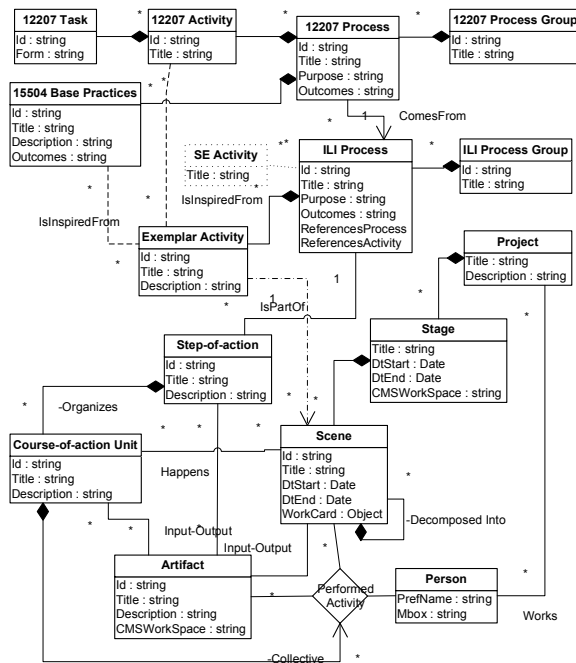 12207 Task
Id : string
Form : string
12207 Activity
Id : string
Title : string
12207 Process
Id : string
Title : string
Purpose : string
Outcomes : string
12207 Process Group
Id : string
Title : string
15504 Base Practices
Id : string
Title : string
Description : string
Outcomes : string
1
ComesFrom
SE Activity
Title : string
ILI Process
Id : string
Title : string
Purpose : string
Outcomes : string
ReferencesProcess
ReferencesActivity
ILI Process Group
Id : string
Title : string
IsInspiredFrom
IsInspiredFrom
Exemplar Activity
Id : string
Title : string
Description : string
Project
Title : string
Description : string
1
1
IsPartOf
Step-of-action
Id : string
Title : string
Description : string
Stage
Title : string
DtStart : Date
DtEnd : Date
CMSWorkSpace : string
-Organizes
Course-of-action Unit
Id : string
Title : string
Description : string
Happens
Scene
Id : string
Title : string
DtStart : Date
DtEnd : Date
WorkCard : Object
-Decomposed Into
Input-Output
Input-Output
Artifact
Id : string
Title : string
Description : string
CMSWorkSpace : string
Performed
Activity
Person
PrefName : string
Mbox : string
Works
-Collective